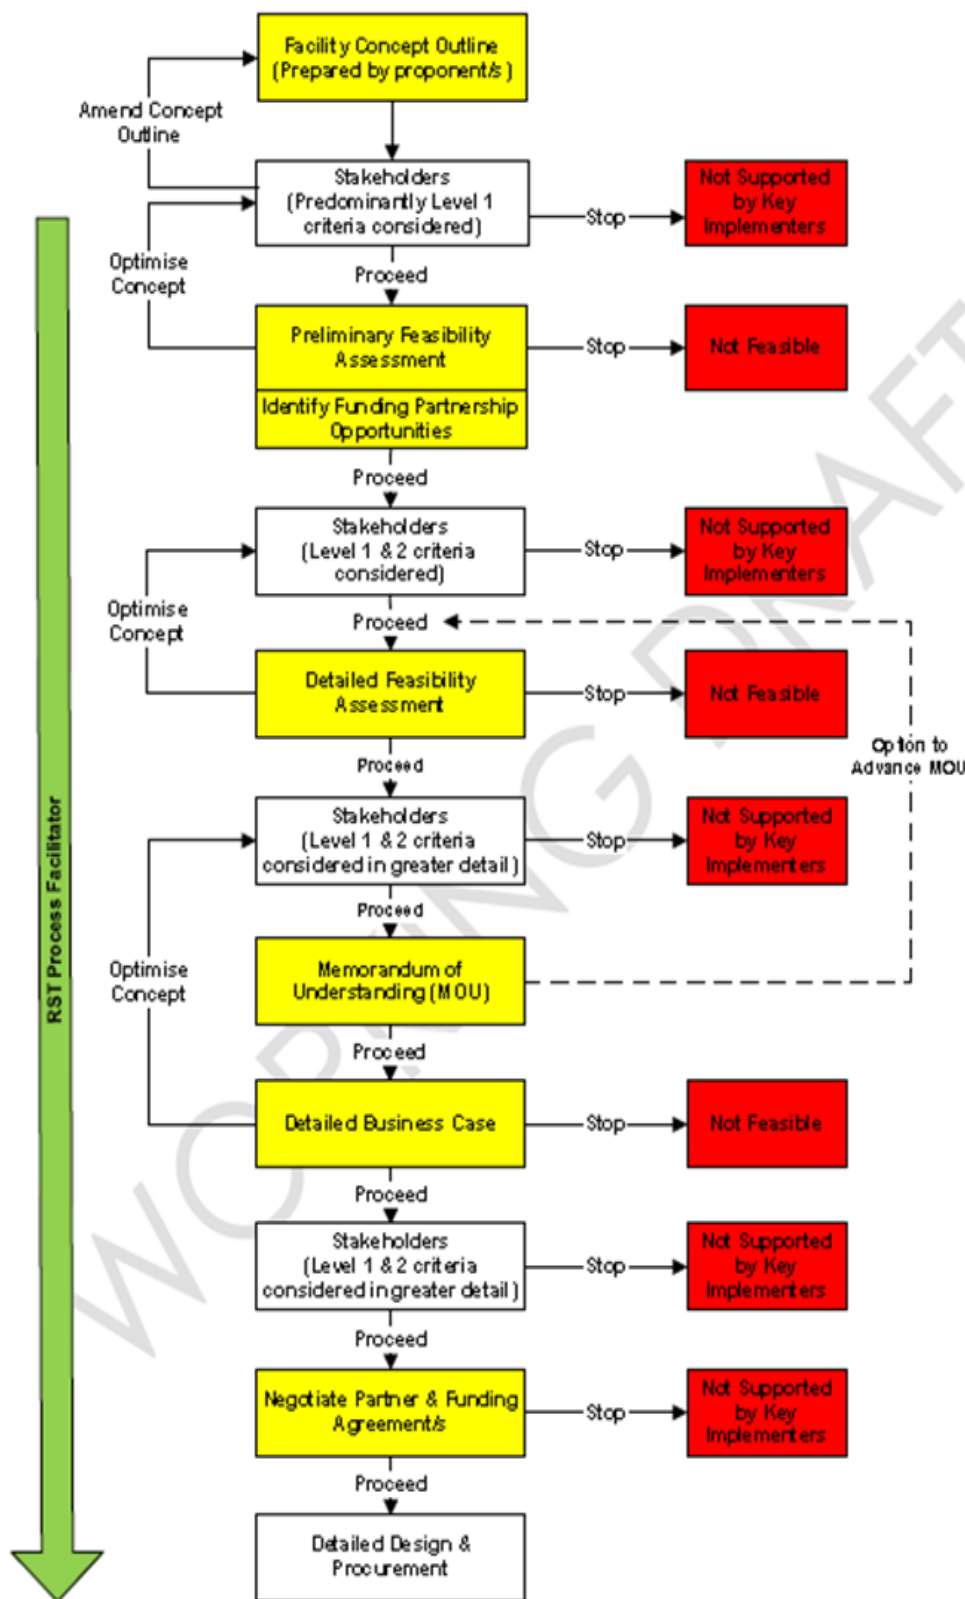 Facility Concept Outline
(Prepared by proponent/s)
Amend Concept
Outline
Stakeholders
(Predominantly Level 1
criteria considered)
Stop
Not Supported
by Key
Implementers
Optimise
Concept
Proceed
Preliminary Feasibility
Assessment
Stop
Not Feasible
Identify Funding Partnership
Opportunities
Proceed
Stakeholders
(Level 1 & 2 criteria
considered)
Stop
Not Supported
by Key
Implementers
Optimise
Concept
Proceed
Detailed Feasibility
Assessment
Stop
Not Feasible
Option to
Advance MOU
Proceed
Stakeholders
(Level 1 & 2 criteria
considered in greater detail)
Stop
Not Supported
by Key
Implementers
Proceed
Optimise
Concept
Memorandum of
Understanding (MOU)
Proceed
Detailed Business Case
Stop
Not Feasible
Proceed
Stakeholders
(Level 1 & 2 criteria
considered in greater detail)
Stop
Not Supported
by Key
Implementers
Proceed
Negotiate Partner & Funding
Agreement/s
Stop
Not Supported
by Key
Implementers
Proceed
Detailed Design &
Procurement
RST Process Facilitator
WORKING DRAFT